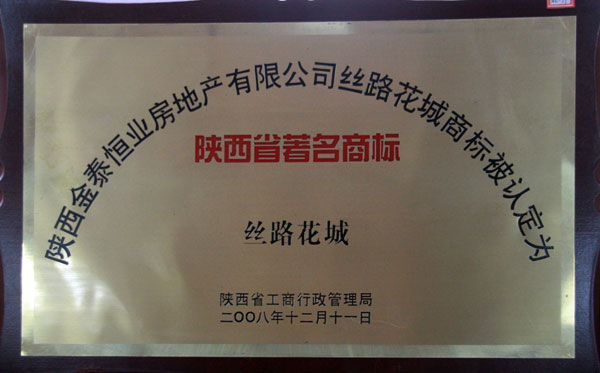 陕西金泰恒业房地产有限公司丝路花城商标被认定为
陕西省著名商标
丝路花城
陕西省工商行政管理局
二〇〇八年十二月十一日